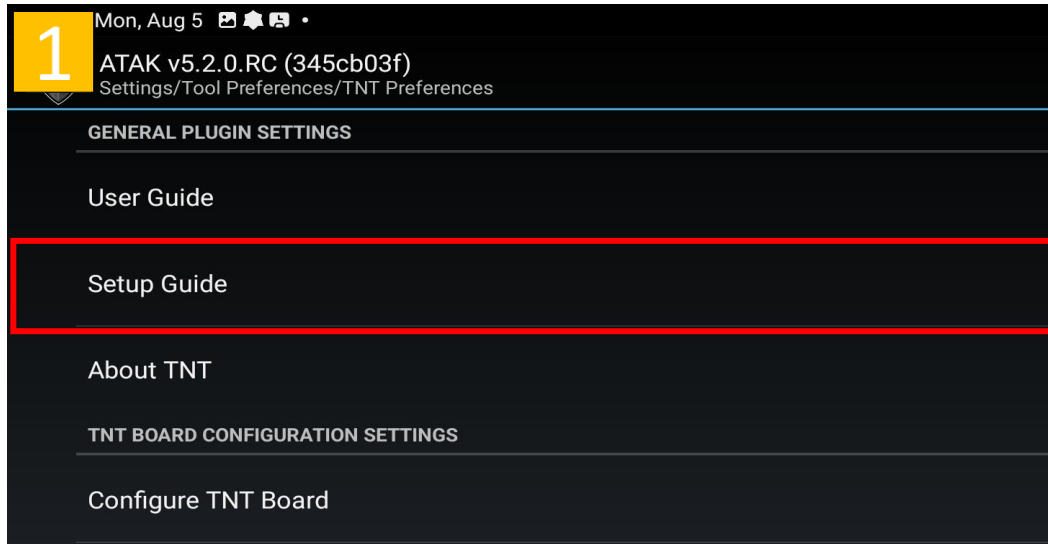 1
Mon, Aug 5
ATAK v5.2.0.RC (345cb03f)
Settings/Tool Preferences/TNT Preferences
GENERAL PLUGIN SETTINGS
User Guide
Setup Guide
About TNT
TNT BOARD CONFIGURATION SETTINGS
Configure TNT Board